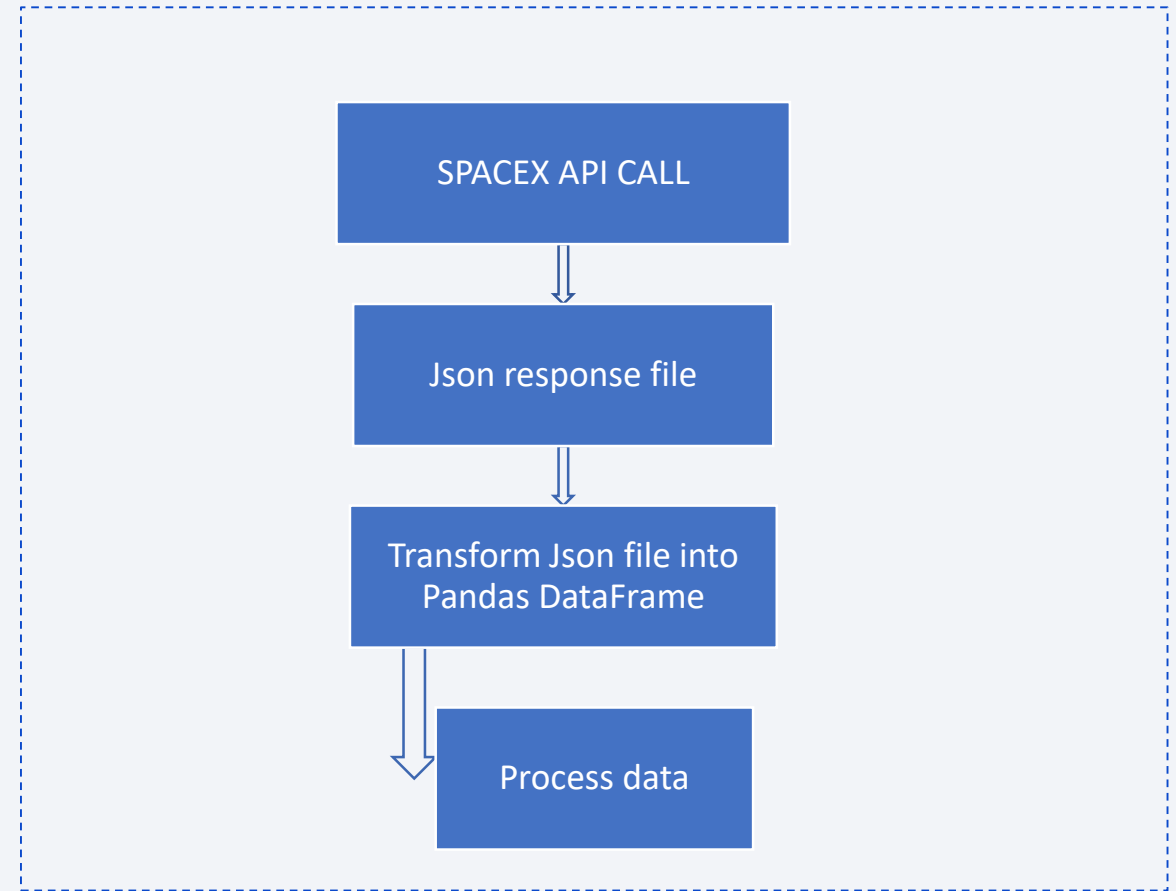 SPACEX API CALL
Json response file
Transform Json file into
Pandas DataFrame
Process data